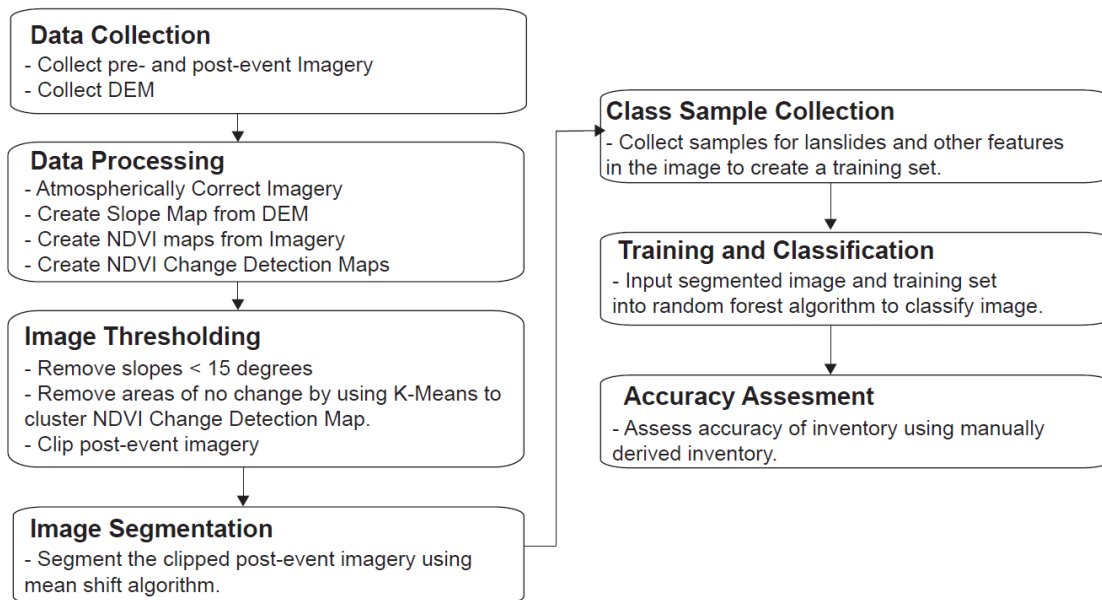 Data Collection
- Collect pre- and post-event Imagery
- Collect DEM
Data Processing
- Atmospherically Correct Imagery
- Create Slope Map from DEM
- Create NDVI maps from Imagery
- Create NDVI Change Detection Maps
Image Thresholding
- Remove slopes < 15 degrees
- Remove areas of no change by using K-Means to
cluster NDVI Change Detection Map.
- Clip post-event imagery
Image Segmentation
- Segment the clipped post-event imagery using
mean shift algorithm.
Class Sample Collection
- Collect samples for lanslides and other features
in the image to create a training set.
Training and Classification
- Input segmented image and training set
into random forest algorithm to classify image.
Accuracy Assesment
- Assess accuracy of inventory using manually
derived inventory.